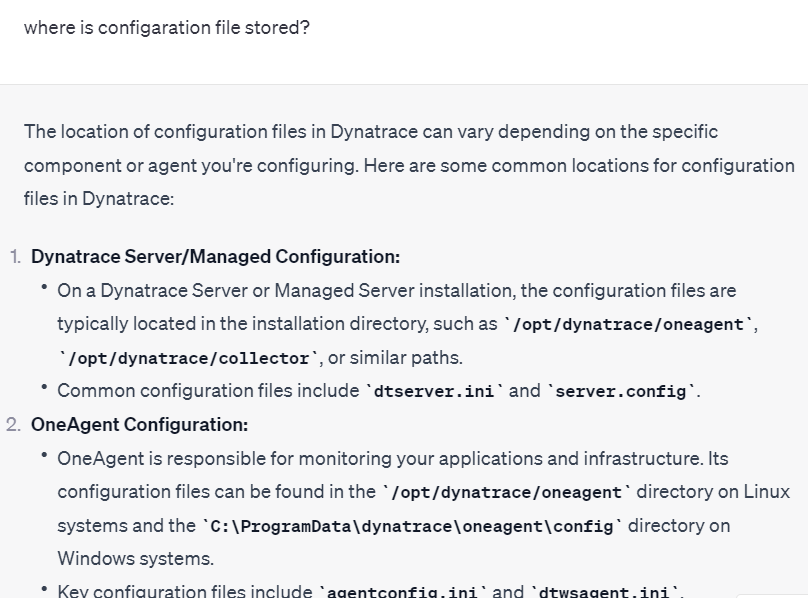 where is configaration file stored?
The location of configuration files in Dynatrace can vary depending on the specific
component or agent you're configuring. Here are some common locations for configuration
files in Dynatrace:
1. Dynatrace Server/Managed Configuration:
• On a Dynatrace Server or Managed Server installation, the configuration files are
typically located in the installation directory, such as `/opt/dynatrace/oneagent`,
`/opt/dynatrace/collector`, or similar paths.
• Common configuration files include `dtserver.ini` and `server.config`.
2. OneAgent Configuration:
• OneAgent is responsible for monitoring your applications and infrastructure. Its
configuration files can be found in the `/opt/dynatrace/oneagent` directory on Linux
systems and the `C:\ProgramData\dynatrace\oneagent\config` directory on
Windows systems.
• Key configuration files include `agentconfig.ini` and `dtwsagent.ini`.